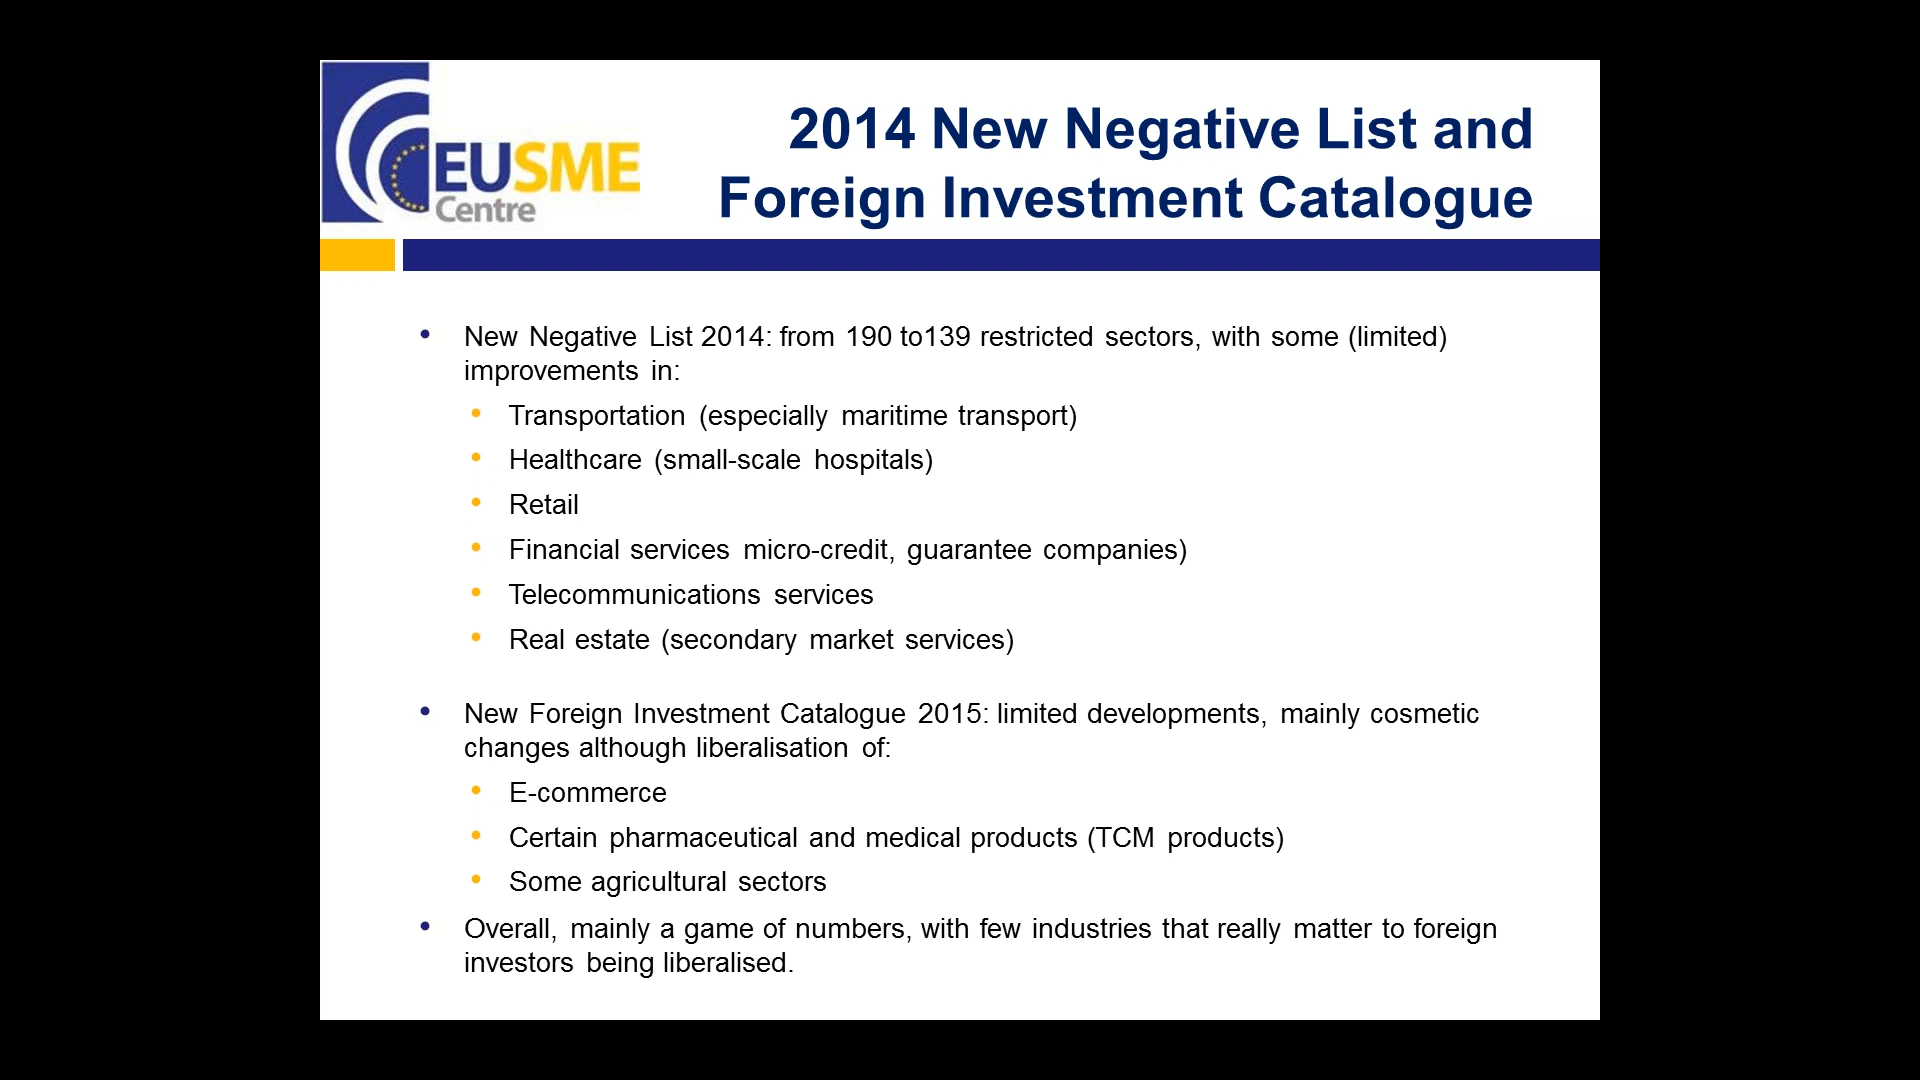 EUSME
Centre
2014 New Negative List and
Foreign Investment Catalogue
• New Negative List 2014: from 190 to139 restricted sectors, with some (limited)
improvements in:
• Transportation (especially maritime transport)
• Healthcare (small-scale hospitals)
• Retail
• Financial services micro-credit, guarantee companies)
• Telecommunications services
• Real estate (secondary market services)
• New Foreign Investment Catalogue 2015: limited developments, mainly cosmetic
changes although liberalisation of:
• E-commerce
• Certain pharmaceutical and medical products (TCM products)
• Some agricultural sectors
• Overall, mainly a game of numbers, with few industries that really matter to foreign
investors being liberalised.